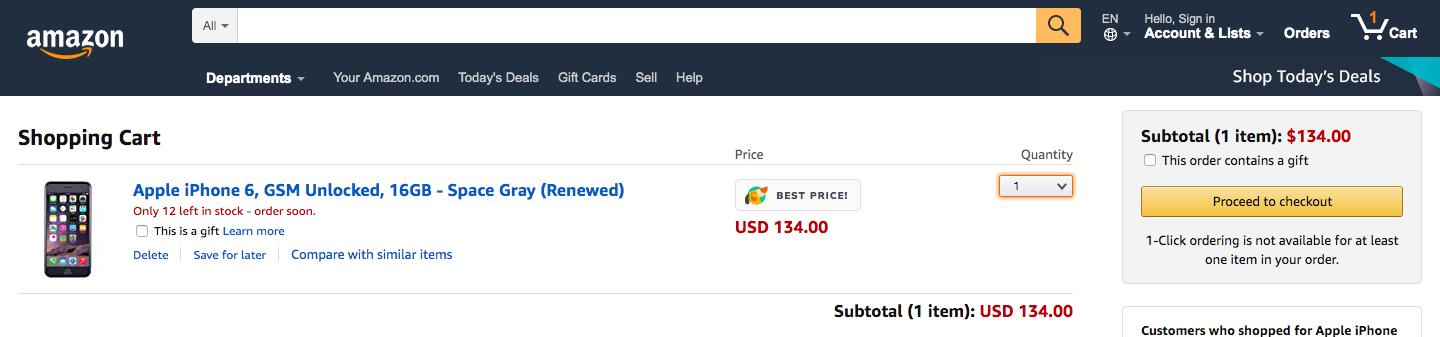 amazon
All
EN
Hello, Sign in
Account & Lists
Orders
1
Cart
Departments
Your Amazon.com
Today's Deals
Gift Cards
Sell
Help
Shop Today's Deals
Shopping Cart
Price
Quantity
Apple iPhone 6, GSM Unlocked, 16GB - Space Gray (Renewed)
Only 12 left in stock - order soon.
This is a gift Learn more
Delete
Save for later
Compare with similar items
BEST PRICE!
USD 134.00
1
Subtotal (1 item): USD 134.00
Subtotal (1 item): $134.00
This order contains a gift
Proceed to checkout
1-Click ordering is not available for at least
one item in your order.
Customers who shopped for Apple iPhone